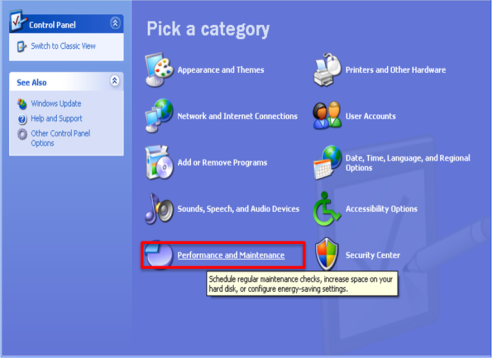 Control Panel
Switch to Classic View
See Also
Windows Update
Help and Support
Other Control Panel
Options
Pick a category
Appearance and Themes
Printers and Other Hardware
Network and Internet Connections
User Accounts
Add or Remove Programs
Date, Time, Language, and Regional
Options
Sounds, Speech, and Audio Devices
Accessibility Options
Performance and Maintenance
Security Center
Schedule regular maintenance checks, increase space on your
hard disk, or configure energy-saving settings.